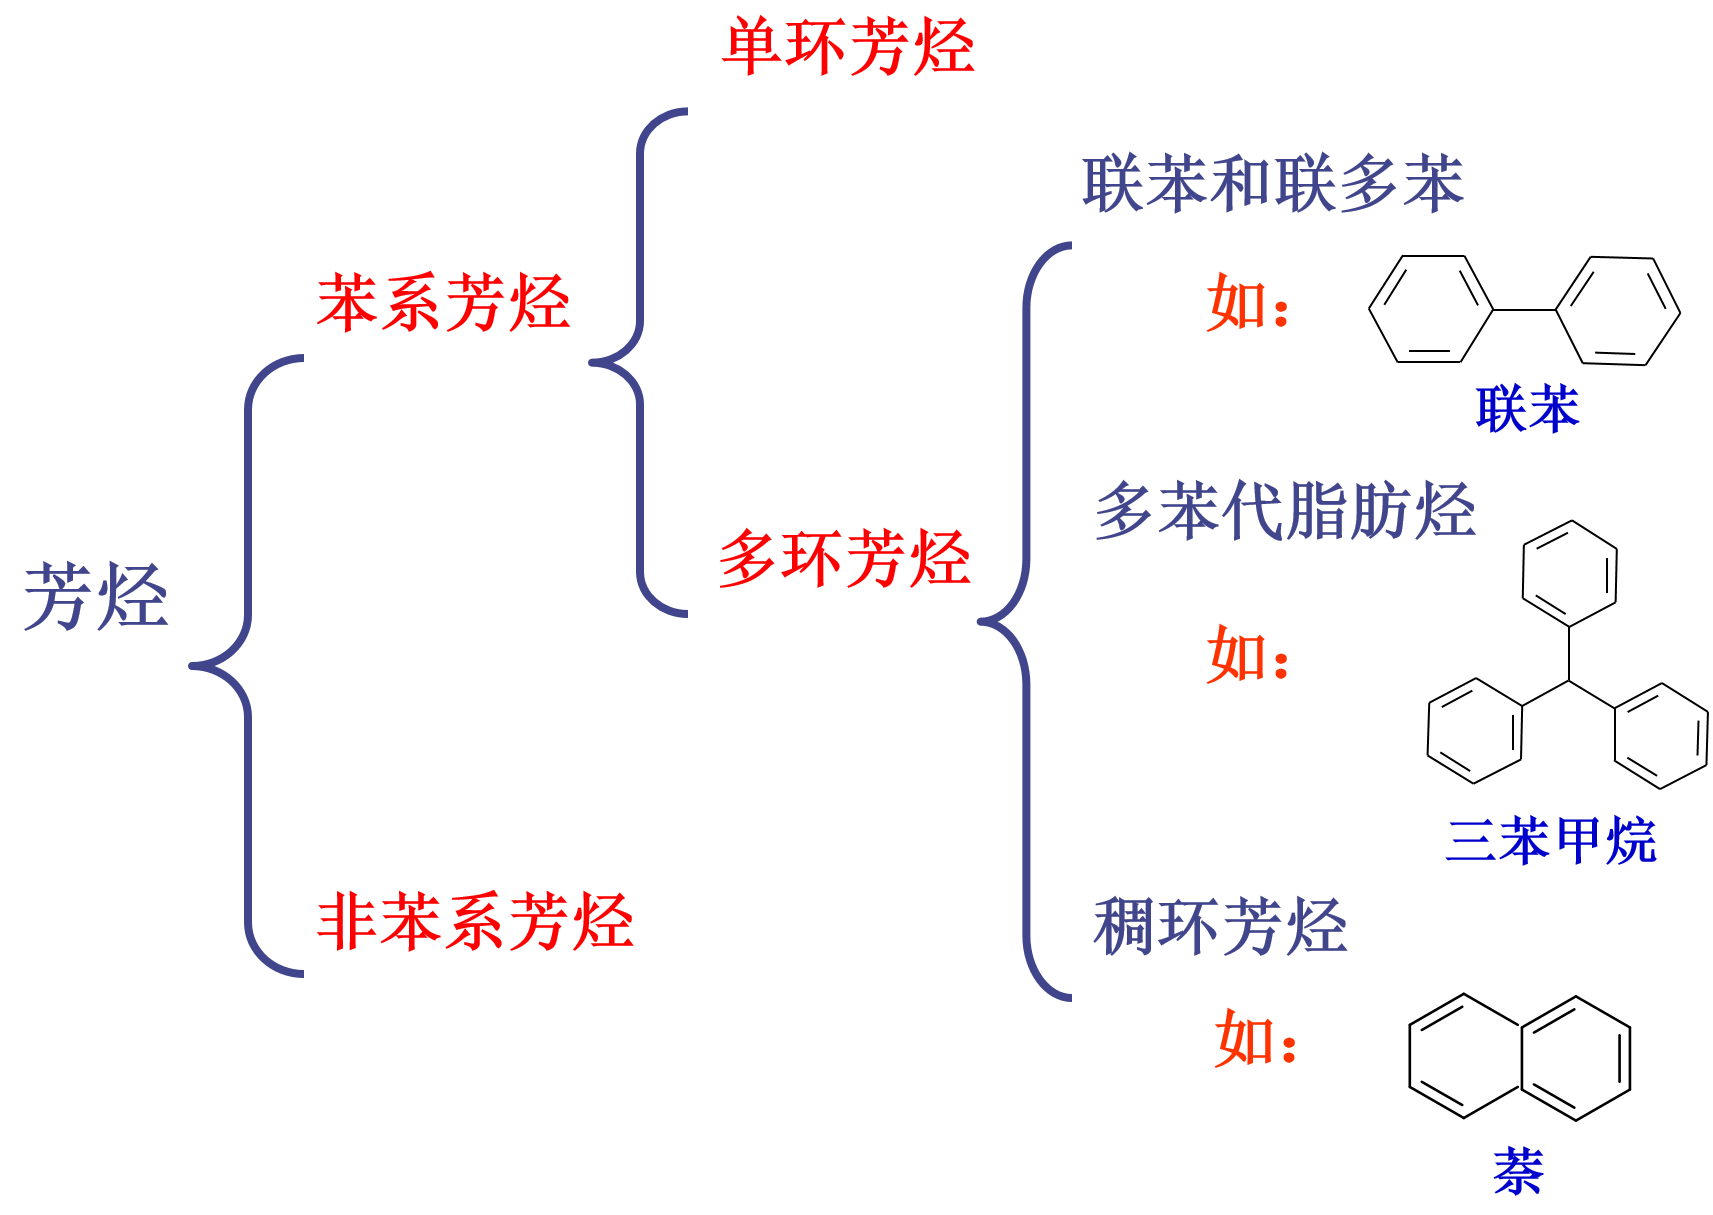 单环芳烃
联苯和联多苯
苯系芳烃
如：
联苯
多苯代脂肪烃
多环芳烃
芳烃
如：
三苯甲烷
非苯系芳烃
稠环芳烃
如：
萘